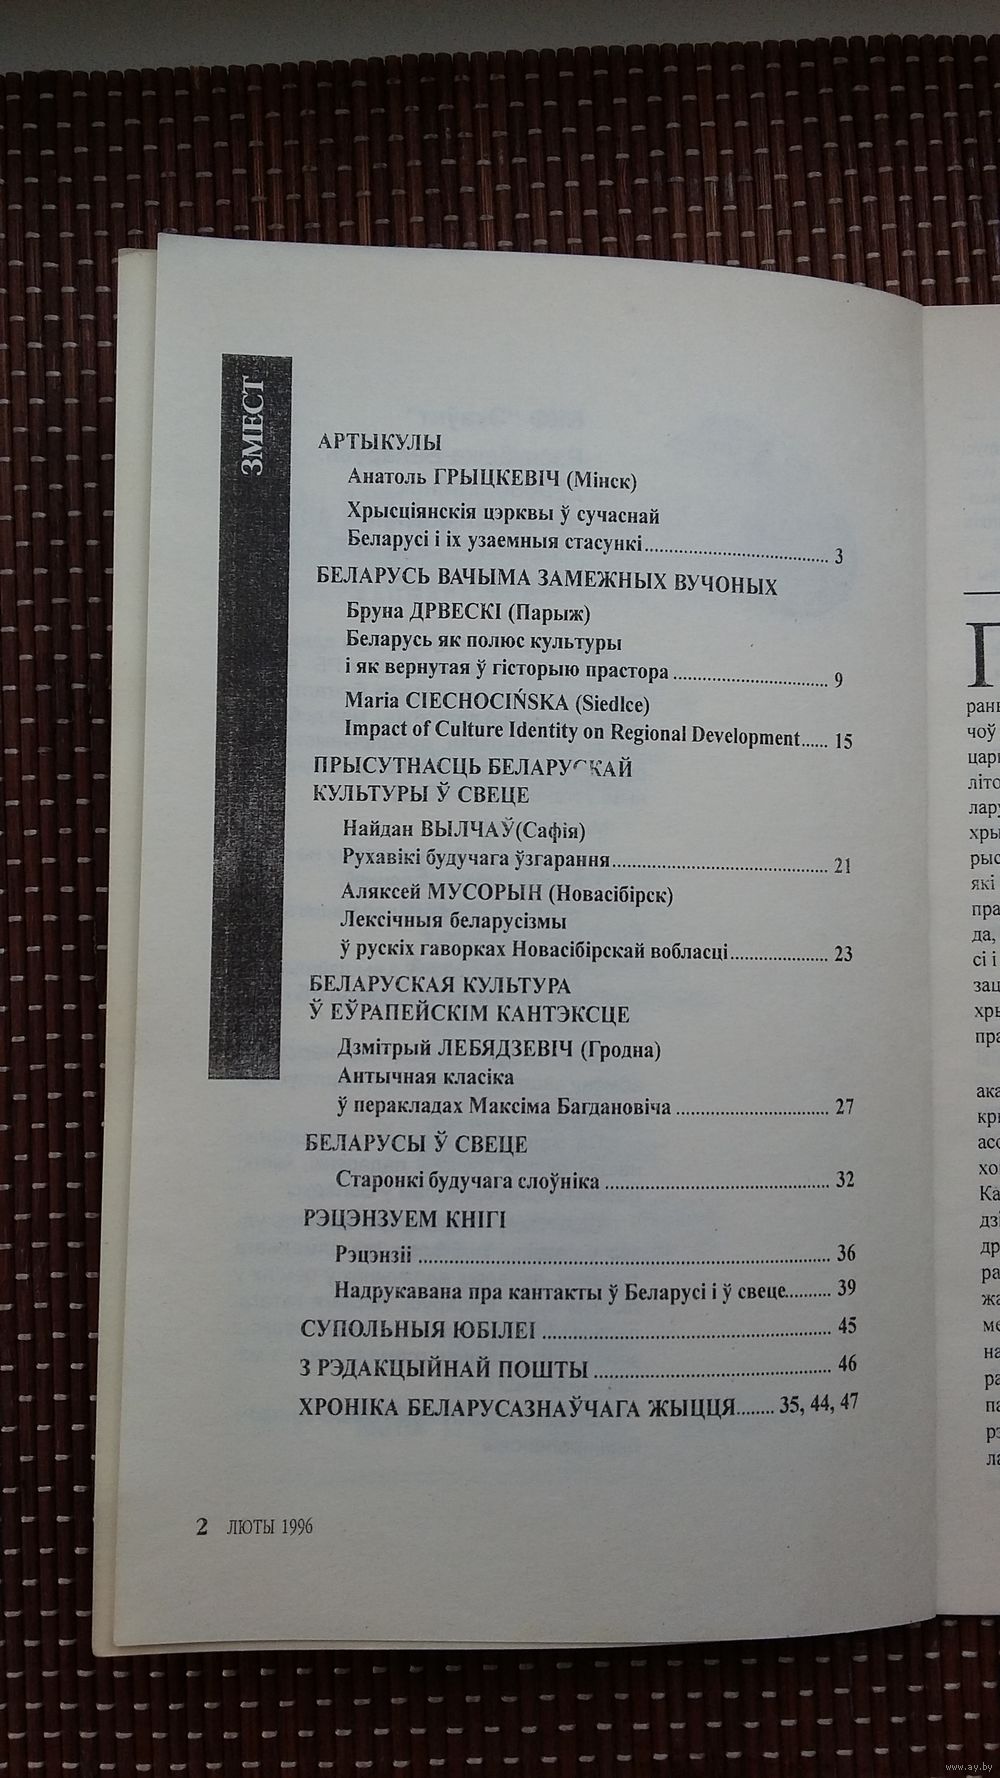 ЗМЕСТ
АРТЫКУЛЫ
Анатоль ГРЫЦКЕВІЧ (Мінск)
Хрысціянскія цэрквы ў сучаснай
Беларусі і іх узаемныя стасункі.......... 3
БЕЛАРУСЬ ВАЧЫМА ЗАМЕЖНЫХ ВУЧОНЫХ
Бруна ДРВЕСКІ (Парыж)
Беларусь як полюс культуры
і як вернутая ў гісторыю прастора .......... 9
Maria CIECHOCIŃSKA (Siedlce)
Impact of Culture Identity on Regional Development...... 15
ПРЫСУТНАСЦЬ БЕЛАРУСКАЙ
КУЛЬТУРЫ Ў СВЕЦЕ
Найдан ВЫЛЧАЎ(Сафія)
Рухавікі будучага ўзгарання.......... 21
Аляксей МУСОРЫН (Новасібірск)
Лексічныя беларусізмы
ў рускіх гаворках Новасібірскай вобласці.......... 23
БЕЛАРУСКАЯ КУЛЬТУРА
Ў ЕЎРАПЕЙСКІМ КАНТЭКСЦЕ
Дзмітрый ЛЕБЯДЗЕВІЧ (Гродна)
Антычная класіка
ў перакладах Максіма Багдановіча .......... 27
БЕЛАРУСЫ Ў СВЕЦЕ
Старонкі будучага слоўніка .......... 32
РЭЦЭНЗУЕМ КНІГІ
Рэцэнзіі .......... 36
Надрукавана пра кантакты ў Беларусі і ў свеце.......... 39
СУПОЛЬНЫЯ ЮБІЛЕІ .......... 45
З РЭДАКЦЫЙНАЙ ПОШТЫ .......... 46
ХРОНІКА БЕЛАРУСАЗНАЎЧАГА ЖЫЦЦЯ........ 35, 44, 47
2 ЛЮТЫ 1996
www.ay.by